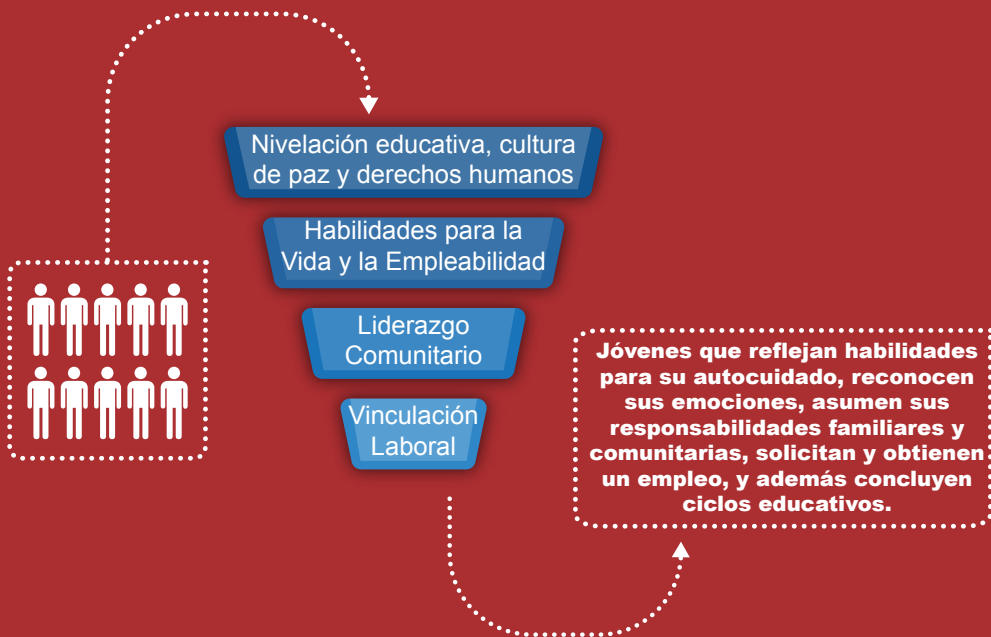 Nivelación educativa, cultura
de paz y derechos humanos
Habilidades para la
Vida y la Empleabilidad
Liderazgo
Comunitario
Vinculación
Laboral
Jóvenes que reflejan habilidades
para su autocuidado, reconocen
sus emociones, asumen sus
responsabilidades familiares y
comunitarias, solicitan y obtienen
un empleo, y además concluyen
ciclos educativos.